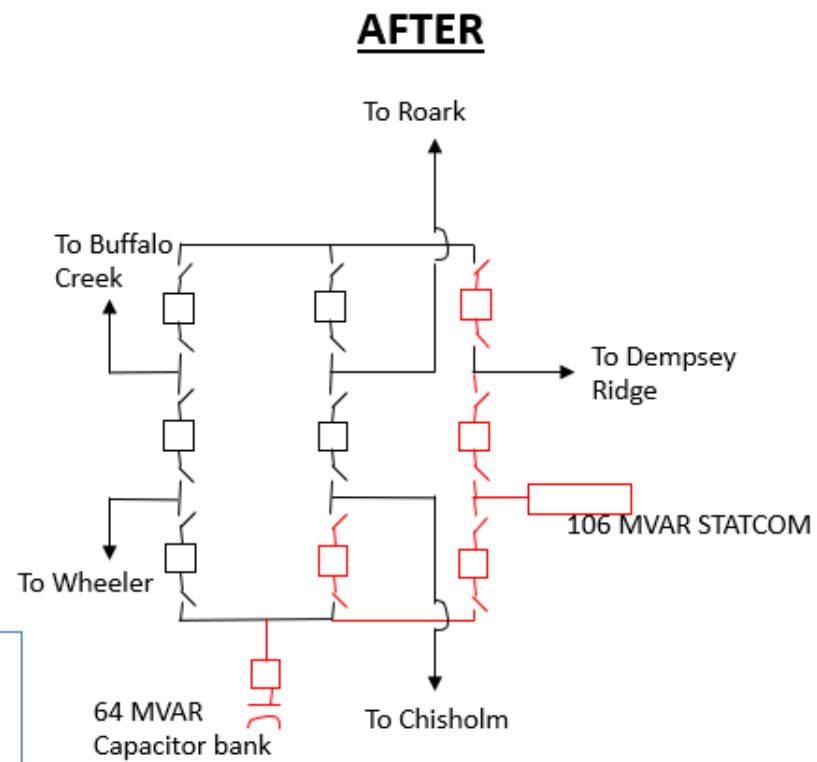 AFTER
To Roark
To Buffalo
Creek
To Dempsey
Ridge
106 MVAR STATCOM
To Wheeler
64 MVAR
Capacitor bank
To Chisholm